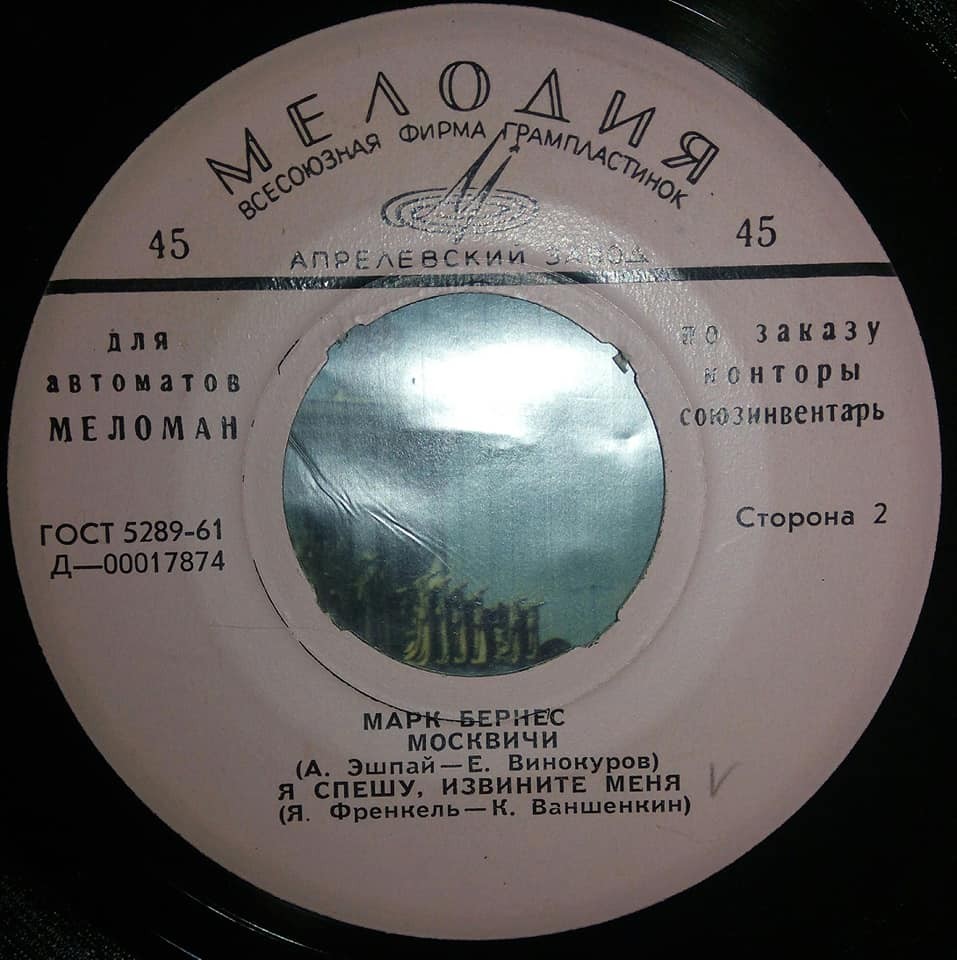 МЕЛОДИЯ
ВСЕСОЮЗНАЯ ФИРМА ГРАМПЛАСТИНОК
45
45
АПРЕЛЕВСКИЙ ЗАВОД
для
автоматов
МЕЛОМАН
по заказу
конторы
союзинвентарь
ГОСТ 5289-61
Д—00017874
Сторона 2
МАРК БЕРНЕС
МОСКВИЧИ
(А. Эшпай—Е. Винокуров)
Я СПЕШУ, ИЗВИНИТЕ МЕНЯ
(Я. Френкель—К. Ваншенкин)